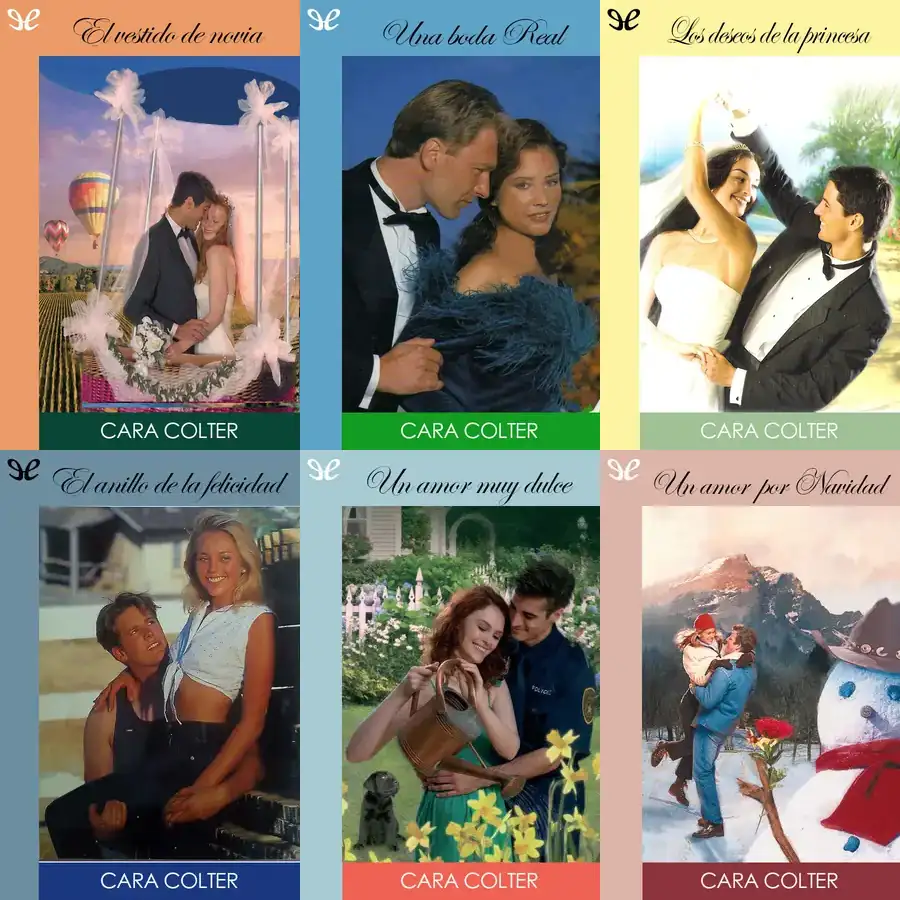 El vestido de novia
CARA COLTER
Una boda Real
CARA COLTER
Los deseos de la princesa
CARA COLTER
El anillo de la felicidad
CARA COLTER
Un amor muy dulce
POLICE
CARA COLTER
Un amor por Navidad
CARA COLTER